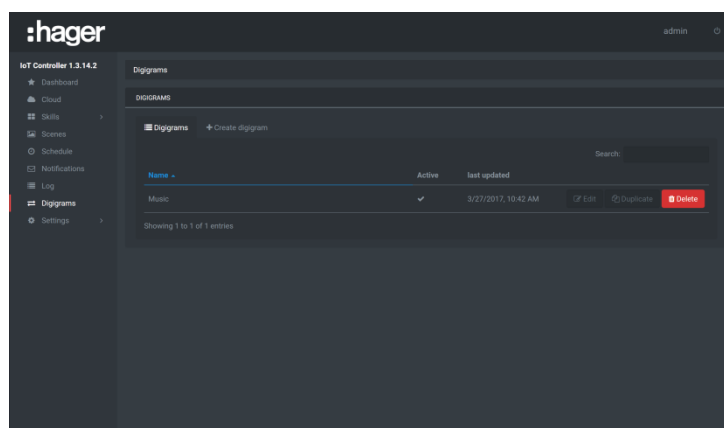 :hager
admin
IoT Controller 1.3.14.2
Dashboard
Cloud
Skills
Scenes
Schedule
Notifications
Log
Digigrams
Settings
Digigrams
DIGIGRAMS
Digigrams
+ Create digigram
Search:
Name
Active
last updated
Music
3/27/2017, 10:42 AM
Edit
Duplicate
Delete
Showing 1 to 1 of 1 entries